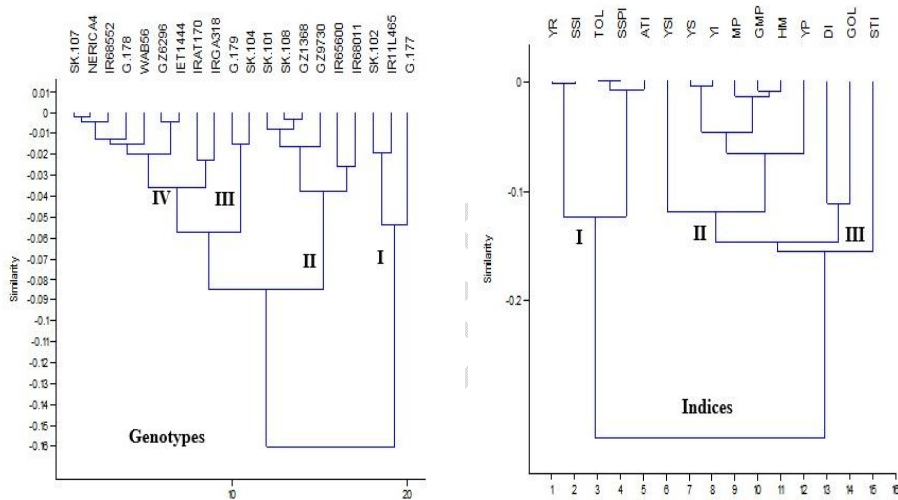 SK.107
NERICA4
IR68552
G.178
WAB56
GZ6296
IET1444
IRAT170
IRGA318
G.179
SK.104
SK.101
SK.108
GZ1368
GZ9730
IR65600
IR68011
SK.102
IR11L465
G.177
0.01
0
-0.01
-0.02
-0.03
-0.04
-0.05
-0.06
-0.07
-0.08
-0.09
-0.1
-0.11
-0.12
-0.13
-0.14
-0.15
-0.16
Similarity
IV
III
II
I
Genotypes
10
20
YR
SSI
TOL
SSPI
ATI
YSI
YS
YI
MP
GMP
HM
YP
DI
GOL
STI
0
-0.1
-0.2
Similarity
I
II
III
Indices
1 2 3 4 5 6 7 8 9 10 11 12 13 14 15 16